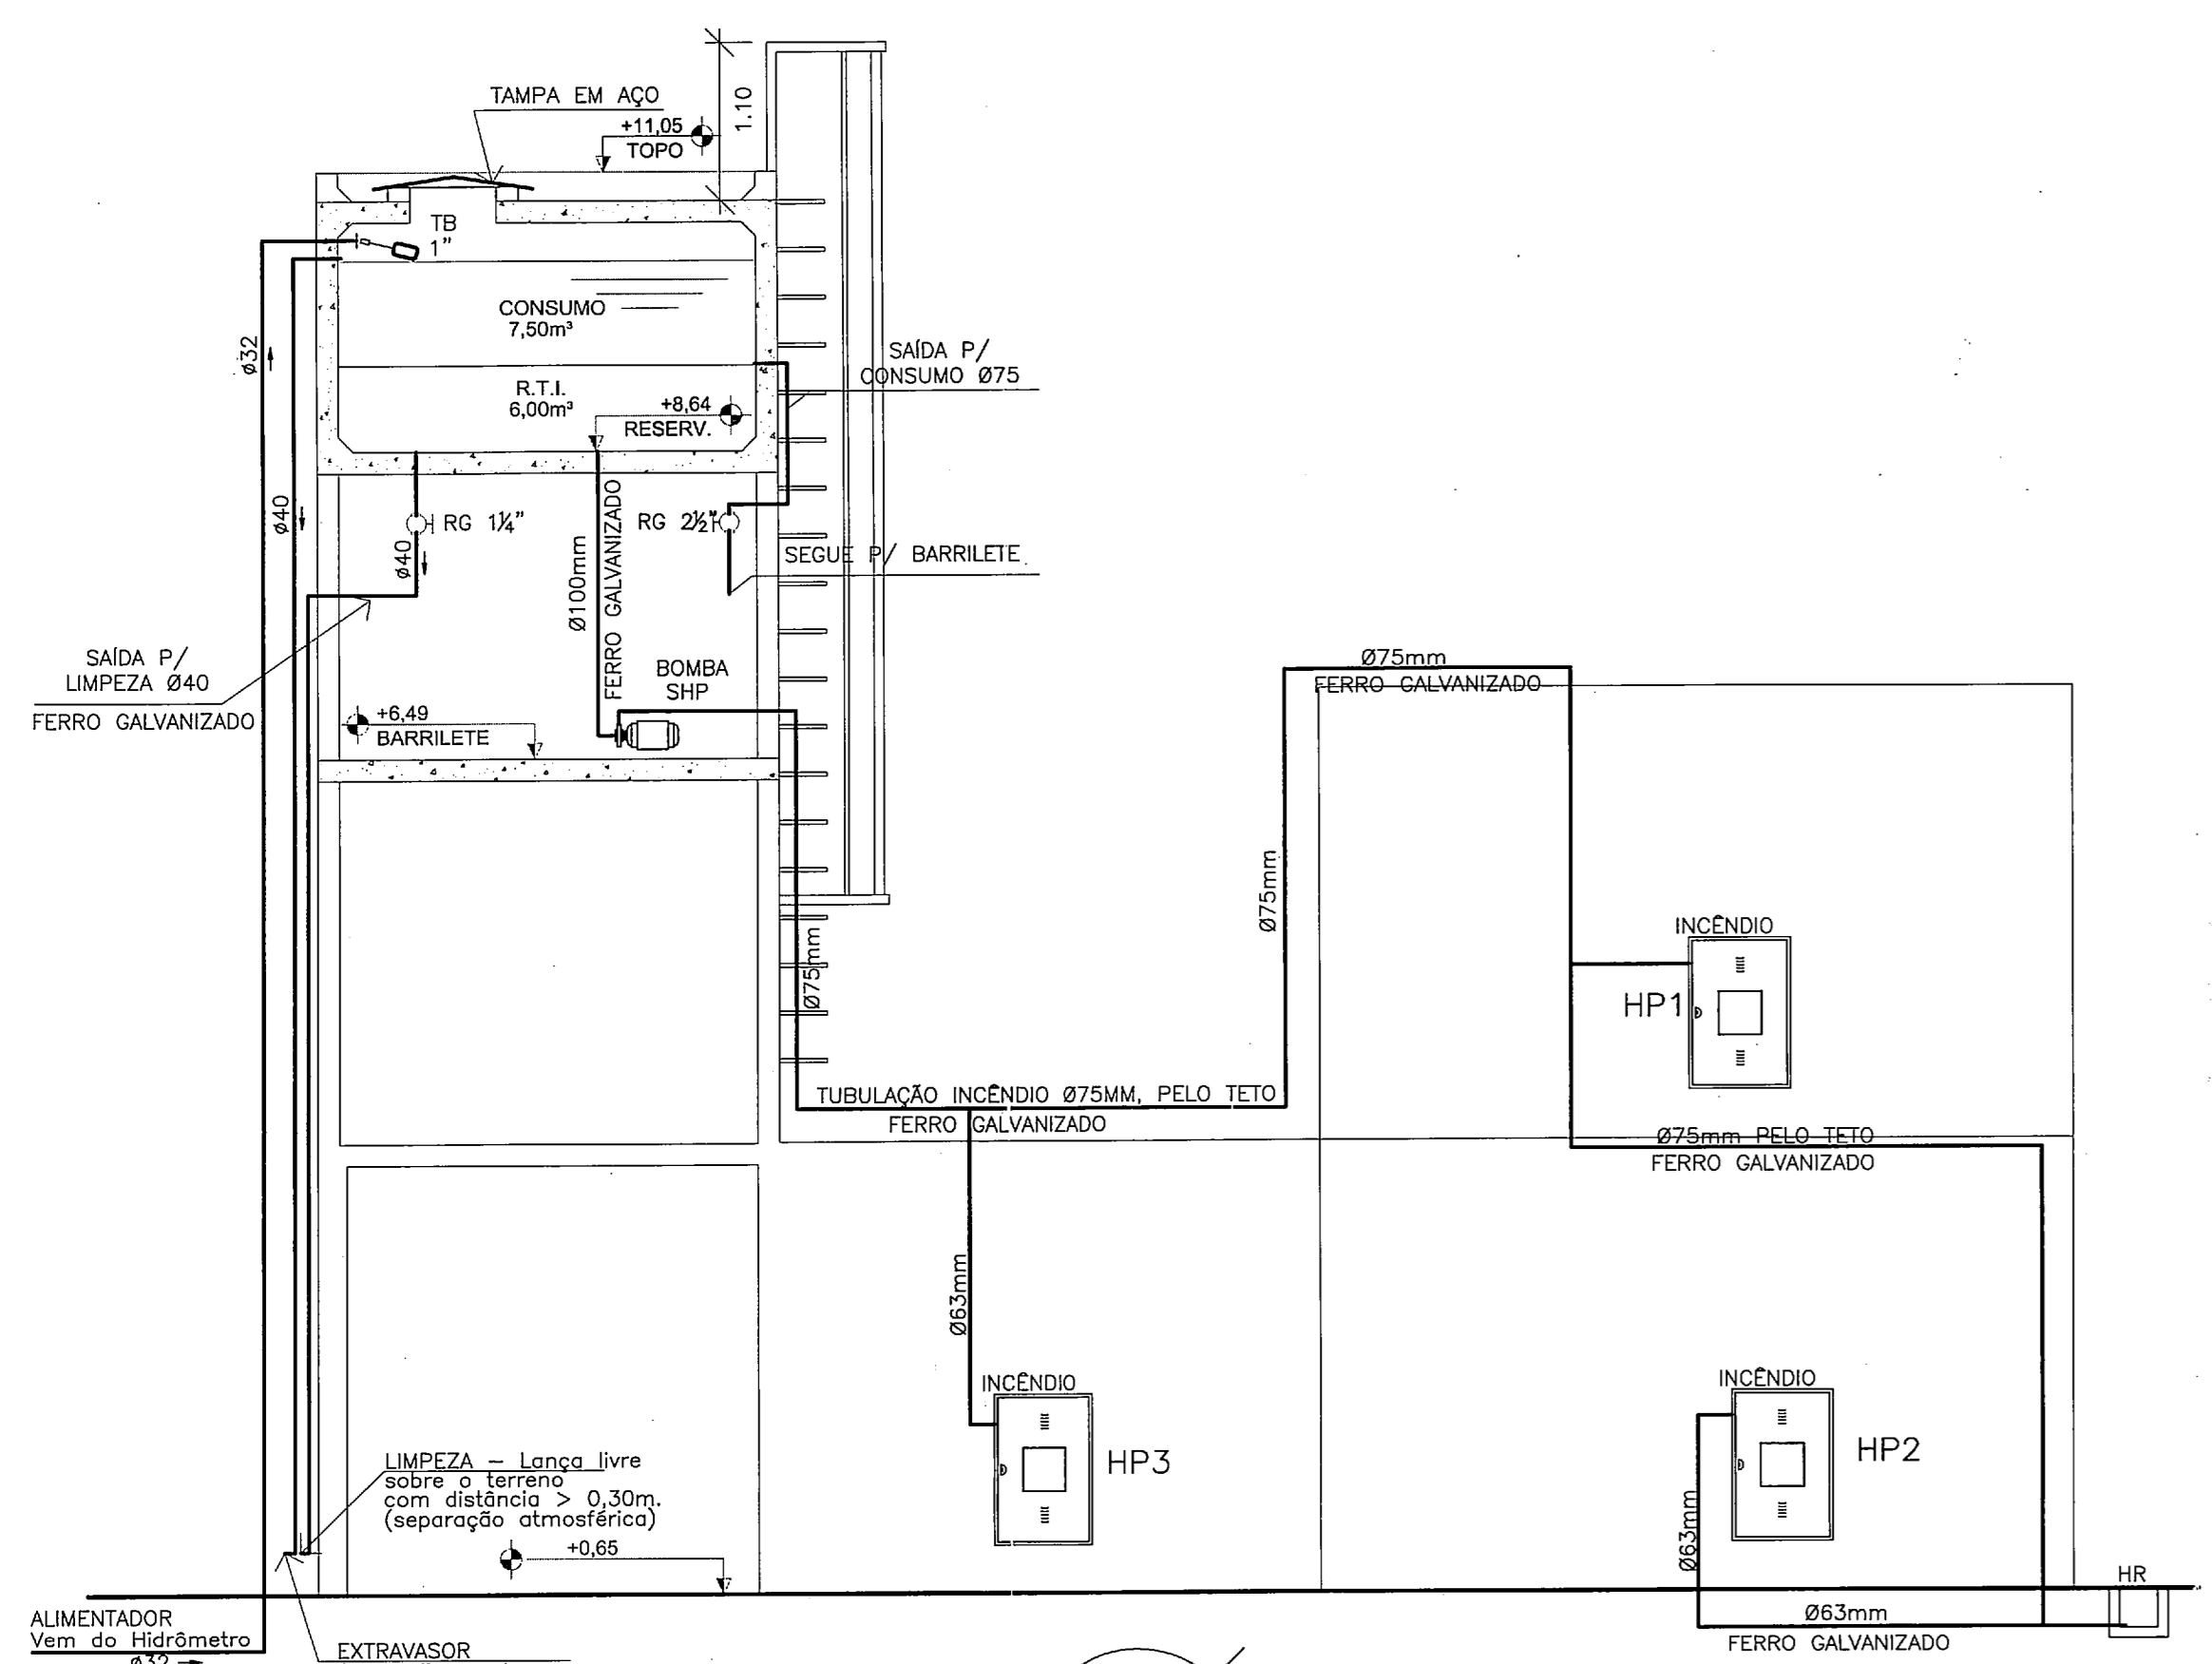 TAMPA EM AÇO
1.10
+11,05
TOPO
TB
1"
CONSUMO
7,50m³
ø32
SAÍDA P/
CONSUMO Ø75
R.T.I.
6,00m³
+8,64
RESERV.
ø40
RG 1¼"
RG 2½"
ø40
Ø100mm
FERRO GALVANIZADO
SEGUE P/ BARRILETE
SAÍDA P/
LIMPEZA Ø40
FERRO GALVANIZADO
BOMBA
SHP
+6,49
BARRILETE
Ø75mm
FERRO GALVANIZADO
Ø75mm
Ø75mm
INCÊNDIO
HP1
TUBULAÇÃO INCÊNDIO Ø75MM, PELO TETO
FERRO GALVANIZADO
Ø75mm PELO TETO
FERRO GALVANIZADO
Ø63mm
INCÊNDIO
HP3
INCÊNDIO
HP2
Ø63mm
LIMPEZA – Lança livre
sobre o terreno
com distância > 0,30m.
(separação atmosférica)
+0,65
HR
ALIMENTADOR
Vem do Hidrômetro
ø32
EXTRAVASOR
Ø63mm
FERRO GALVANIZADO